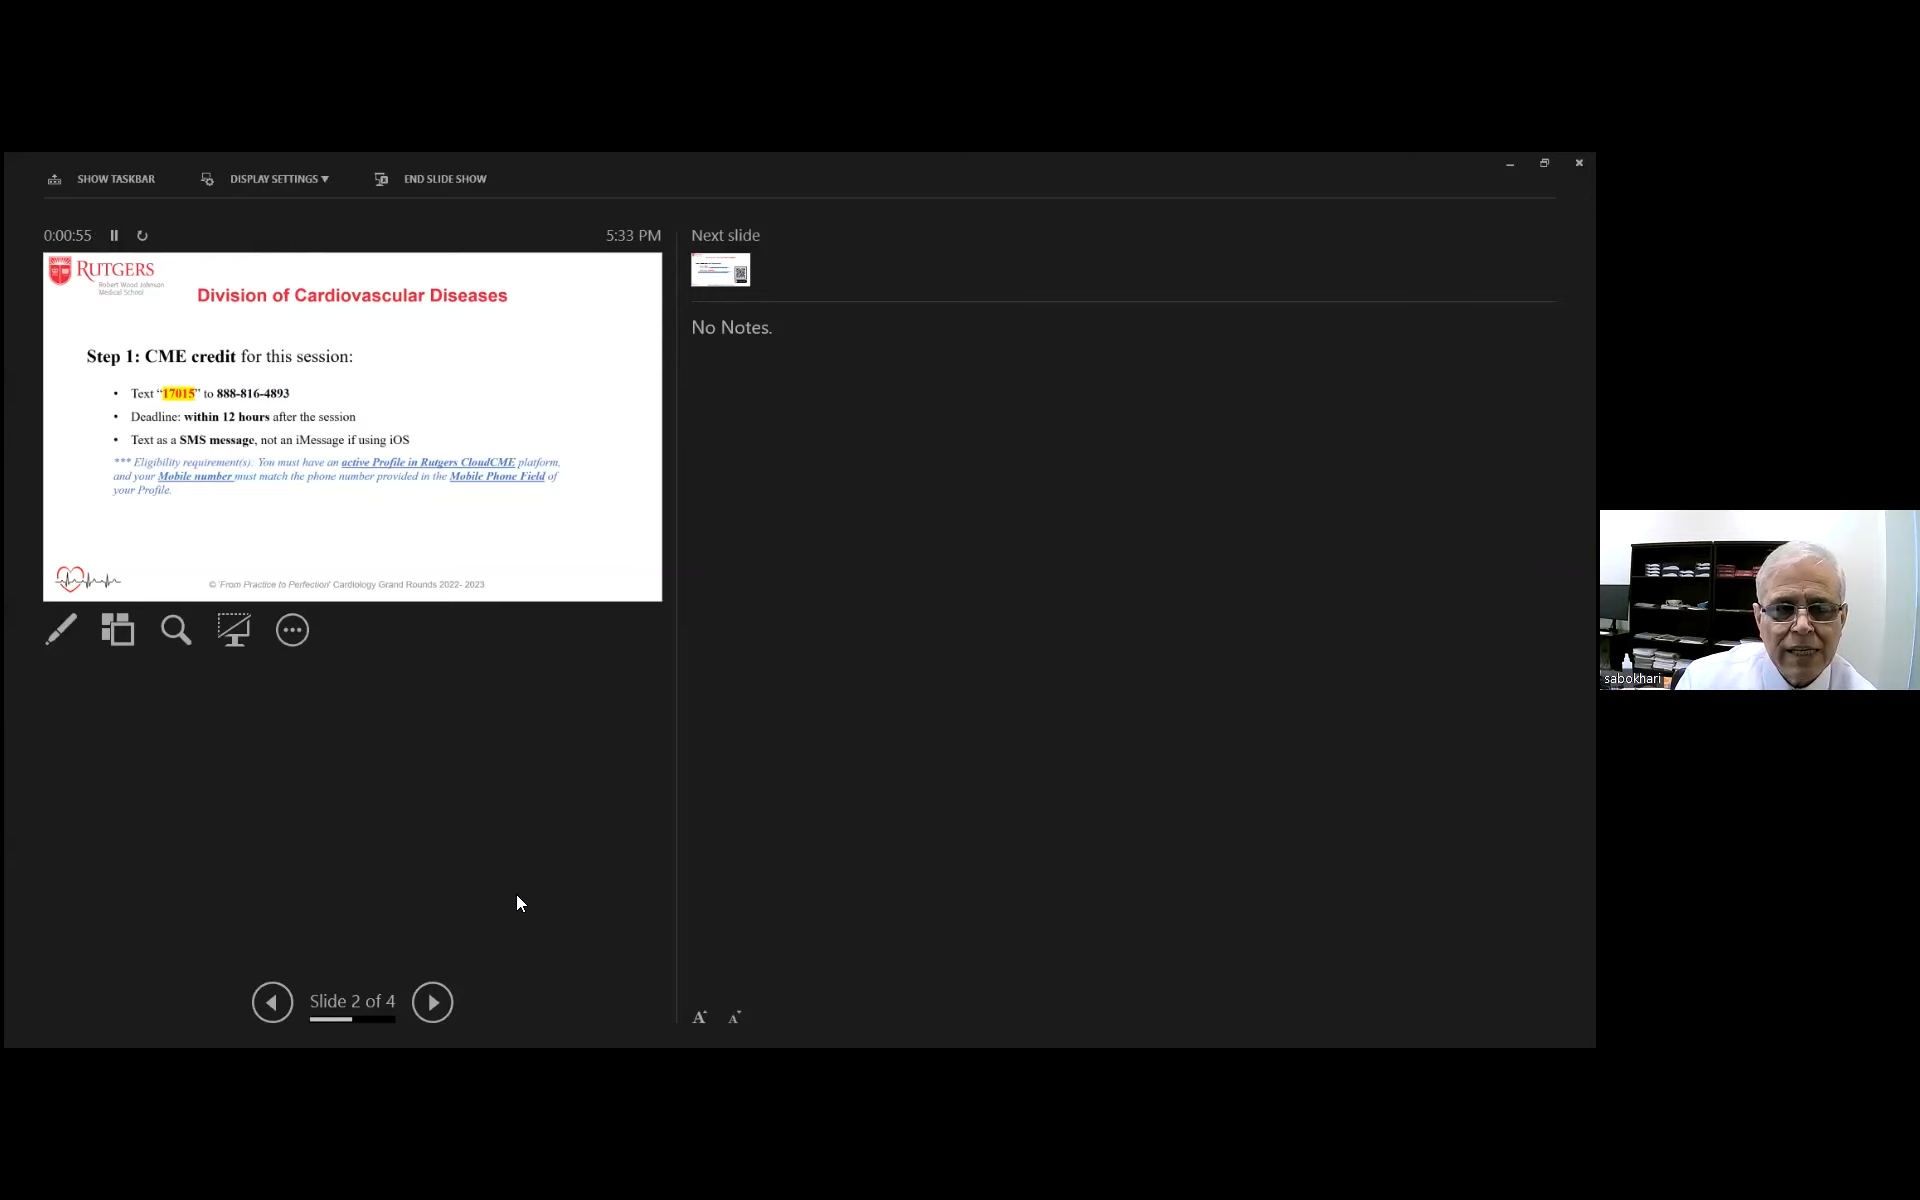 SHOW TASKBAR
DISPLAY SETTINGS ▼
END SLIDE SHOW
0:00:55
5:33 PM
Next slide
No Notes.
RUTGERS
Robert Wood Johnson
Medical School
Division of Cardiovascular Diseases
Step 1: CME credit for this session:
• Text “17015” to 888-816-4893
• Deadline: within 12 hours after the session
• Text as a SMS message, not an iMessage if using iOS
*** Eligibility requirement(s): You must have an active Profile in Rutgers CloudCME platform,
and your Mobile number must match the phone number provided in the Mobile Phone Field of
your Profile.
© 'From Practice to Perfection' Cardiology Grand Rounds 2022- 2023
Slide 2 of 4
A A
sabokhari